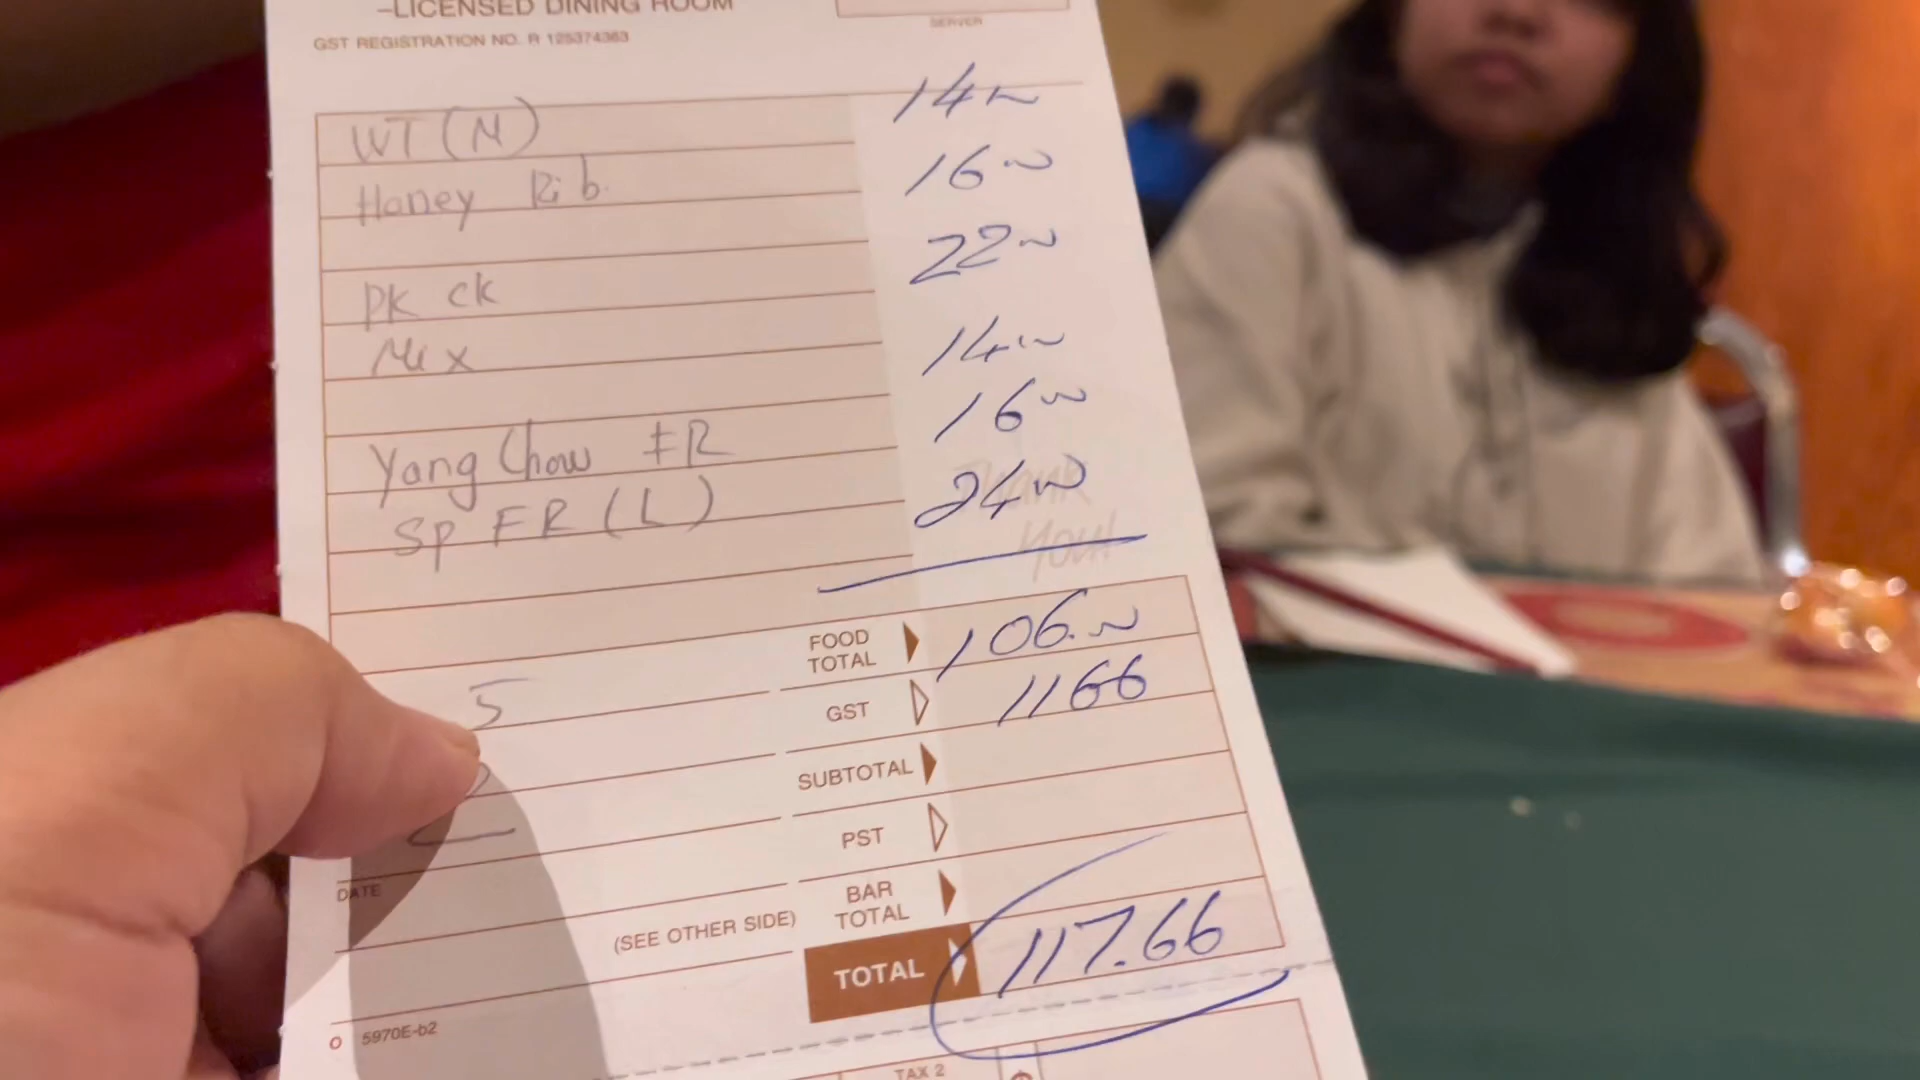 -LICENSED DINING ROOM
SERVER
GST REGISTRATION NO. R 125374363
WT (M) 14
Honey Rib. 16
22
PK CK
Mix 14
16
Yang Chow FR
Sp FR (L) 24
Thank
You!
FOOD TOTAL 106.
5
GST 1166
SUBTOTAL
PST
DATE
BAR TOTAL
(SEE OTHER SIDE)
TOTAL 117.66
5970E-b2
TAX 2